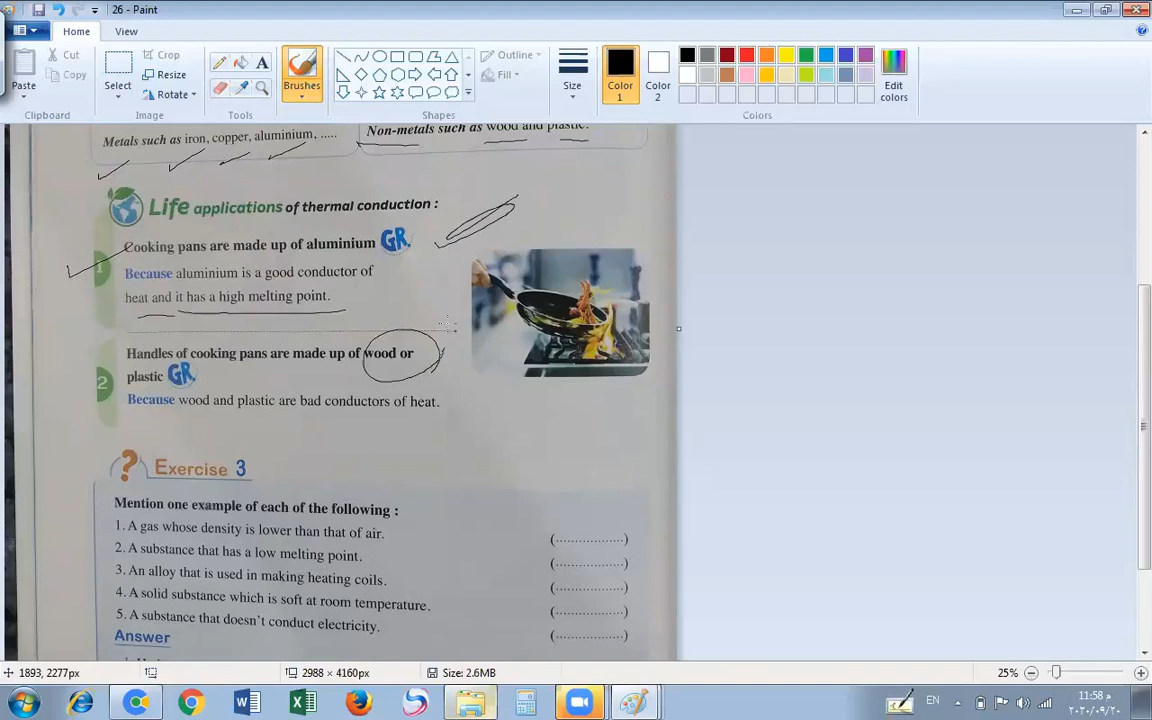 26 - Paint
Home View
Paste
Cut
Copy
Clipboard
Select
Crop
Resize
Rotate
Image
A
Tools
Brushes
Shapes
Outline
Fill
Size
Color 1
Color 2
Edit colors
Colors
Metals such as iron, copper, aluminium, .....
Non-metals such as wood and plastic.
Life applications of thermal conduction :
1
Cooking pans are made up of aluminium GR.
Because aluminium is a good conductor of
heat and it has a high melting point.
2
Handles of cooking pans are made up of wood or
plastic GR.
Because wood and plastic are bad conductors of heat.
? Exercise 3
Mention one example of each of the following :
1. A gas whose density is lower than that of air. (..................)
2. A substance that has a low melting point. (..................)
3. An alloy that is used in making heating coils. (..................)
4. A solid substance which is soft at room temperature. (..................)
5. A substance that doesn't conduct electricity. (..................)
Answer
1893, 2277px
2988 × 4160px
Size: 2.6MB
25%
EN
11:58 م
٢٠٢٠/٠٩/٢٠